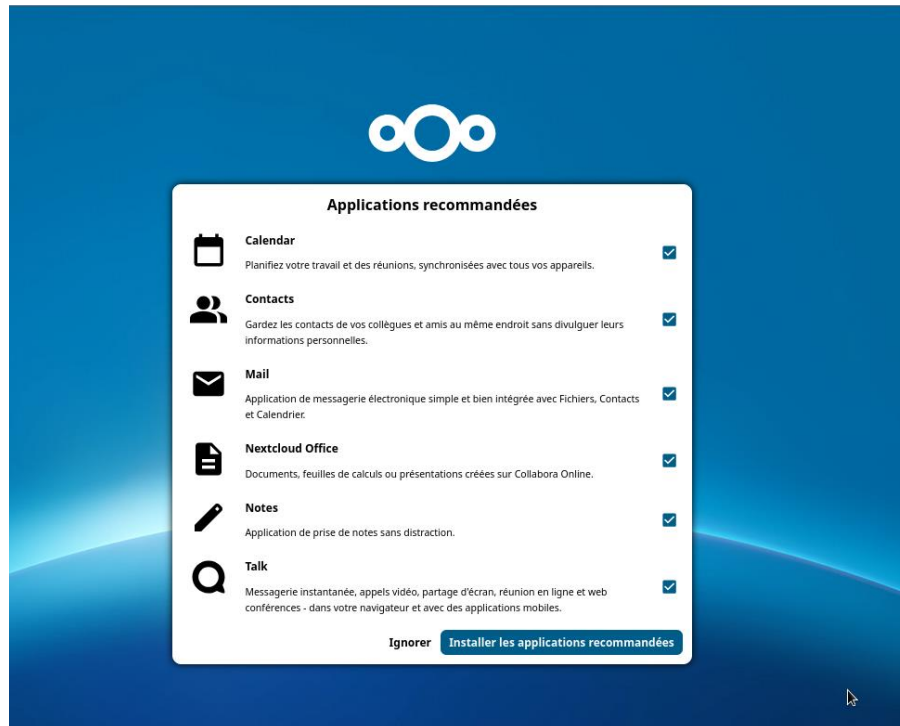 Applications recommandées
Calendar
Planifiez votre travail et des réunions, synchronisées avec tous vos appareils.
Contacts
Gardez les contacts de vos collègues et amis au même endroit sans divulguer leurs
informations personnelles.
Mail
Application de messagerie électronique simple et bien intégrée avec Fichiers, Contacts
et Calendrier.
Nextcloud Office
Documents, feuilles de calculs ou présentations créées sur Collabora Online.
Notes
Application de prise de notes sans distraction.
Talk
Messagerie instantanée, appels vidéo, partage d'écran, réunion en ligne et web
conférences - dans votre navigateur et avec des applications mobiles.
Ignorer Installer les applications recommandées